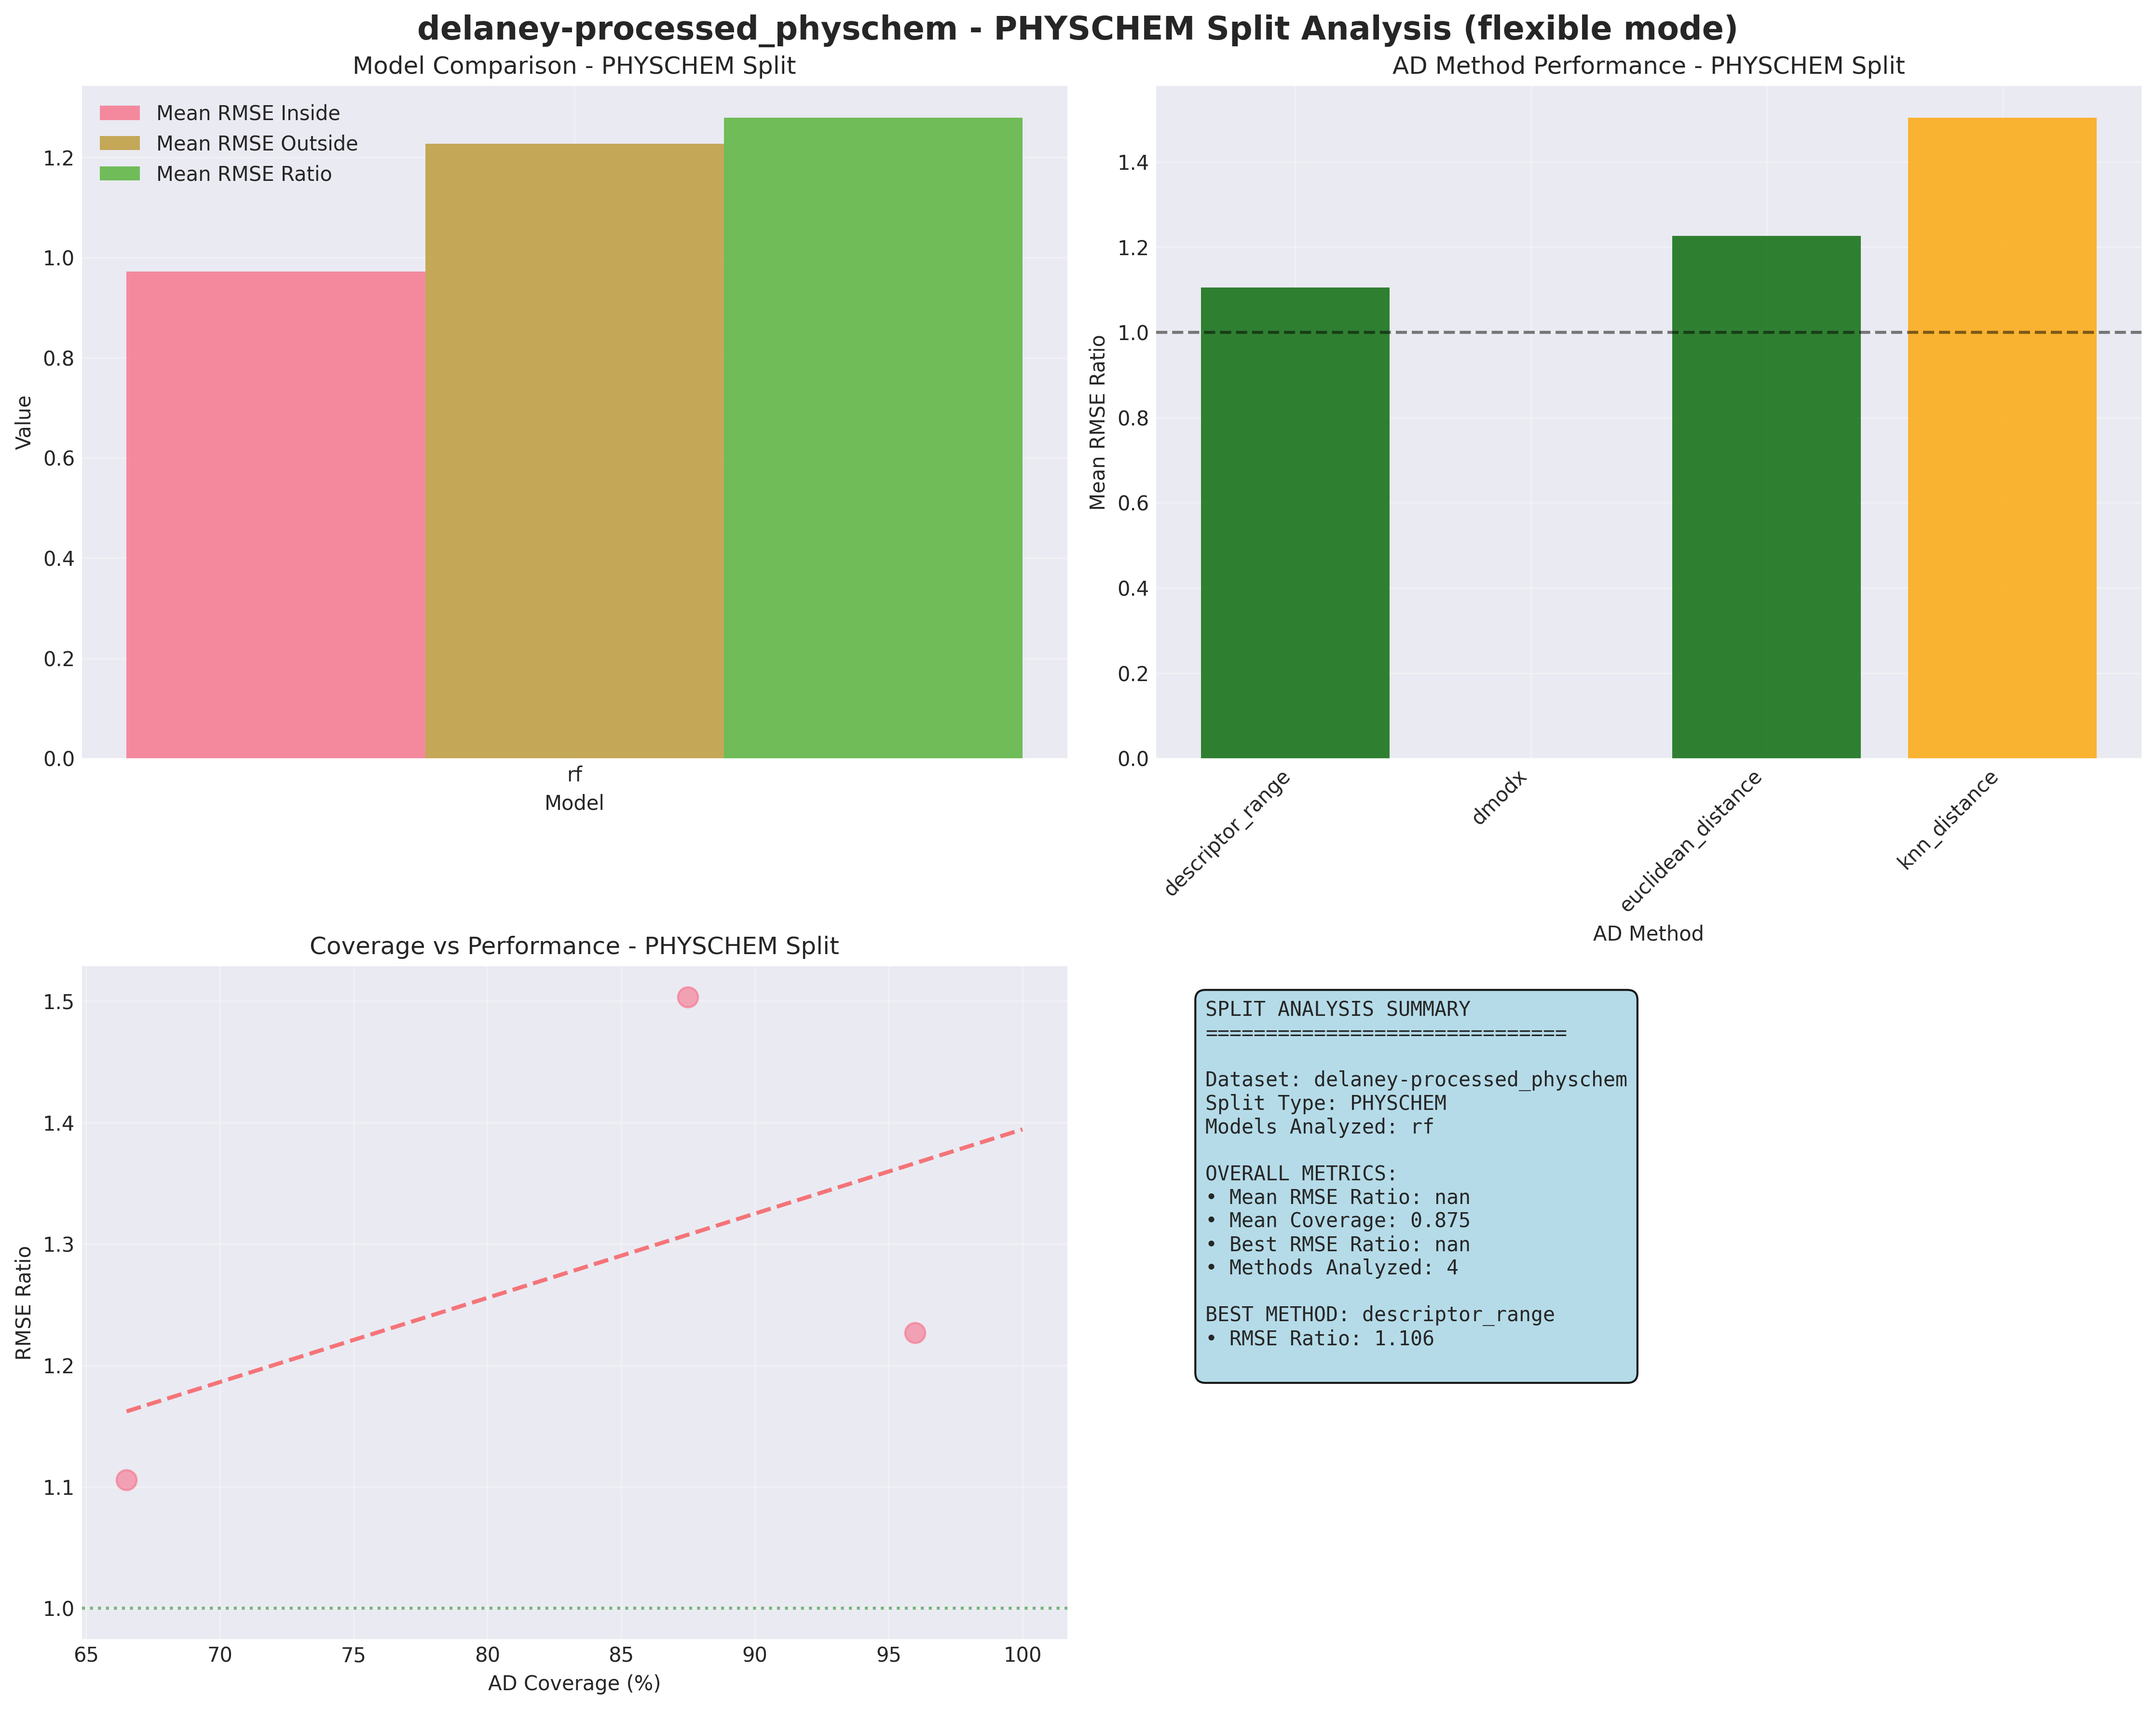 delaney-processed_physchem - PHYSCHEM Split Analysis (flexible mode)
Model Comparison - PHYSCHEM Split
Mean RMSE Inside
Mean RMSE Outside
Mean RMSE Ratio
Value
1.2
1.0
0.8
0.6
0.4
0.2
0.0
rf
Model
AD Method Performance - PHYSCHEM Split
Mean RMSE Ratio
1.4
1.2
1.0
0.8
0.6
0.4
0.2
0.0
descriptor_range
dmodx
euclidean_distance
knn_distance
AD Method
Coverage vs Performance - PHYSCHEM Split
RMSE Ratio
1.5
1.4
1.3
1.2
1.1
1.0
65 70 75 80 85 90 95 100
AD Coverage (%)
SPLIT ANALYSIS SUMMARY
==============================
Dataset: delaney-processed_physchem
Split Type: PHYSCHEM
Models Analyzed: rf
OVERALL METRICS:
• Mean RMSE Ratio: nan
• Mean Coverage: 0.875
• Best RMSE Ratio: nan
• Methods Analyzed: 4
BEST METHOD: descriptor_range
• RMSE Ratio: 1.106